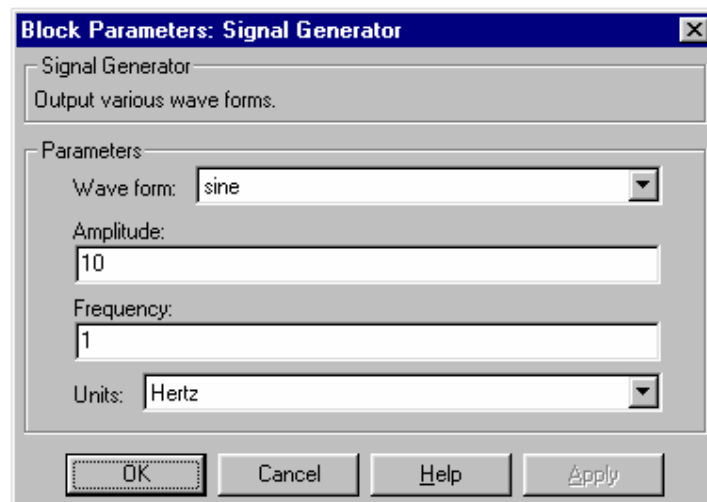 Block Parameters: Signal Generator
Signal Generator
Output various wave forms.
Parameters
Wave form: sine
Amplitude:
10
Frequency:
1
Units: Hertz
OK Cancel Help Apply